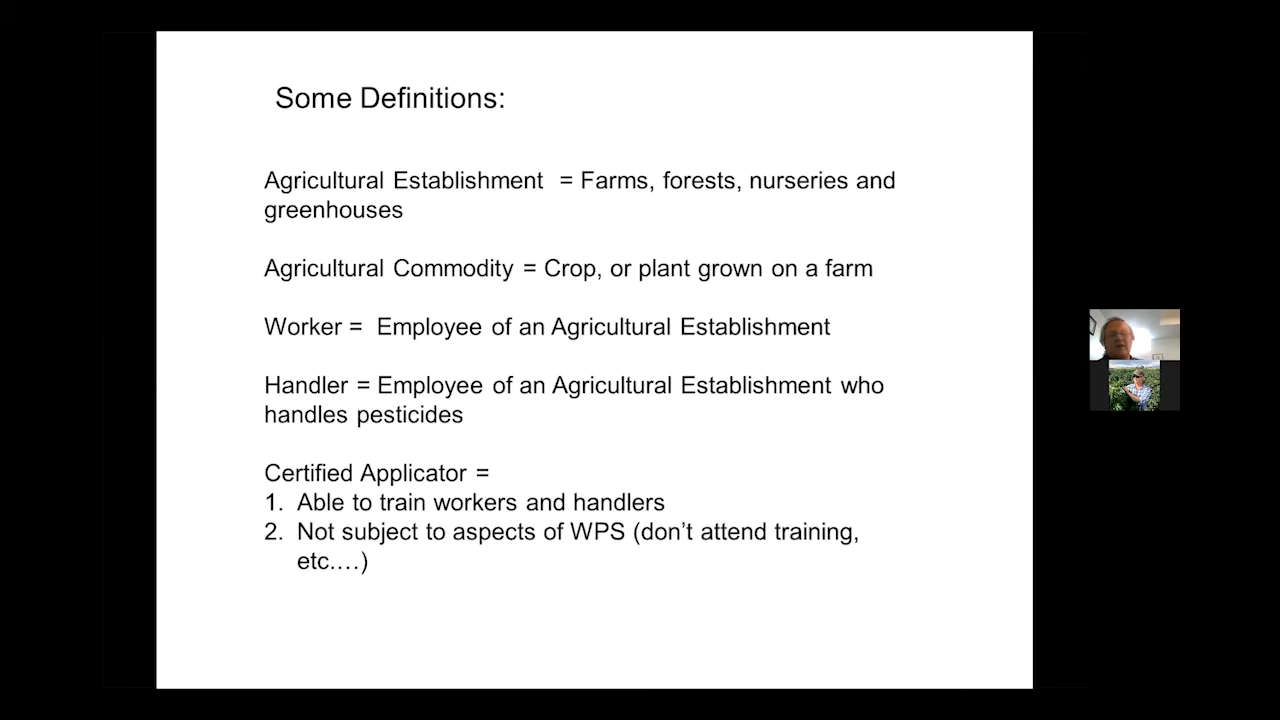 Some Definitions:
Agricultural Establishment = Farms, forests, nurseries and
greenhouses
Agricultural Commodity = Crop, or plant grown on a farm
Worker = Employee of an Agricultural Establishment
Handler = Employee of an Agricultural Establishment who
handles pesticides
Certified Applicator =
1. Able to train workers and handlers
2. Not subject to aspects of WPS (don’t attend training,
etc.…)